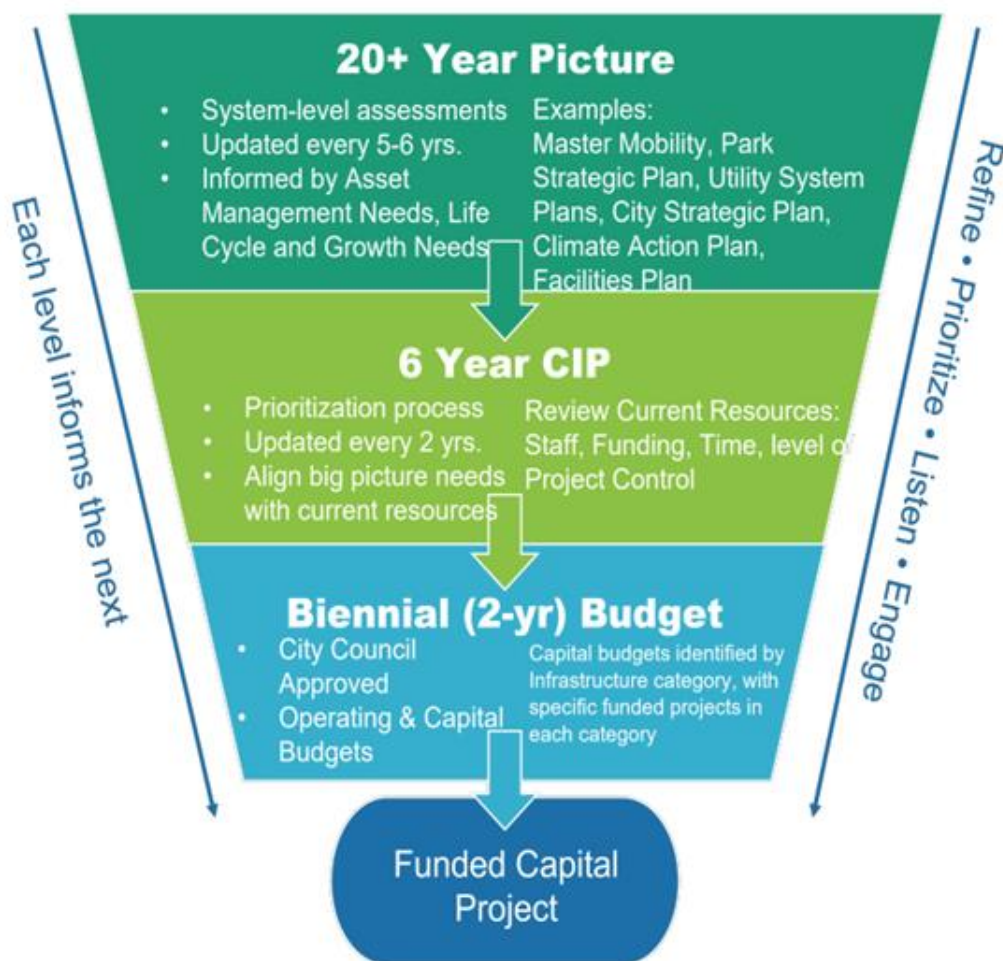 20+ Year Picture
• System-level assessments
• Updated every 5-6 yrs.
• Informed by Asset
Management Needs, Life
Cycle and Growth Needs
Examples:
Master Mobility, Park
Strategic Plan, Utility System
Plans, City Strategic Plan,
Climate Action Plan,
Facilities Plan
6 Year CIP
• Prioritization process
• Updated every 2 yrs.
• Align big picture needs
with current resources
Review Current Resources:
Staff, Funding, Time, level of
Project Control
Biennial (2-yr) Budget
• City Council
Approved
• Operating & Capital
Budgets
Capital budgets identified by
Infrastructure category, with
specific funded projects in
each category
Funded Capital
Project
Each level informs the next
Refine • Prioritize • Listen • Engage